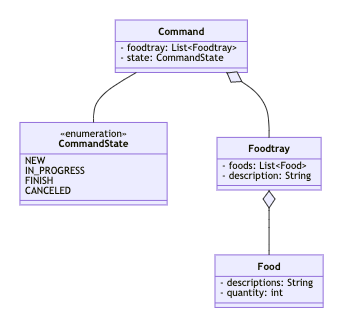 Command
- foodtray: List<Foodtray>
- state: CommandState
«enumeration»
CommandState
NEW
IN_PROGRESS
FINISH
CANCELED
Foodtray
- foods: List<Food>
- description: String
Food
- descriptions: String
- quantity: int